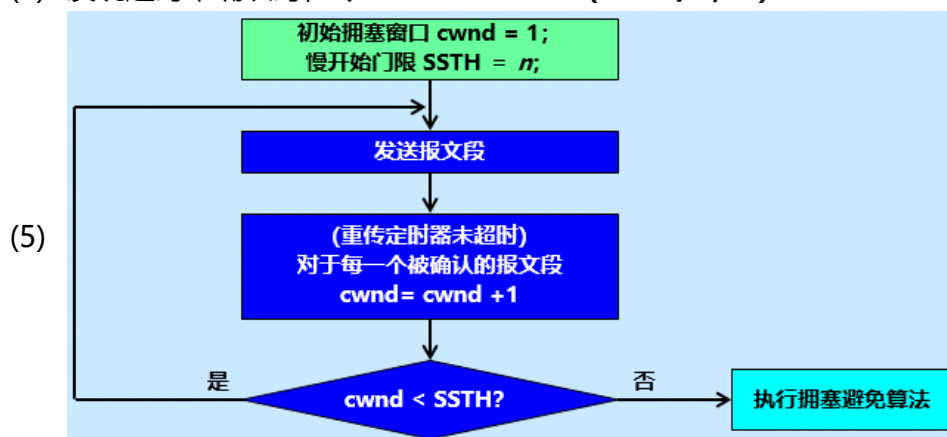 初始拥塞窗口 cwnd = 1;
慢开始门限 SSTH = n;
发送报文段
(5)
(重传定时器未超时)
对于每一个被确认的报文段
cwnd= cwnd +1
是
cwnd < SSTH?
否
执行拥塞避免算法